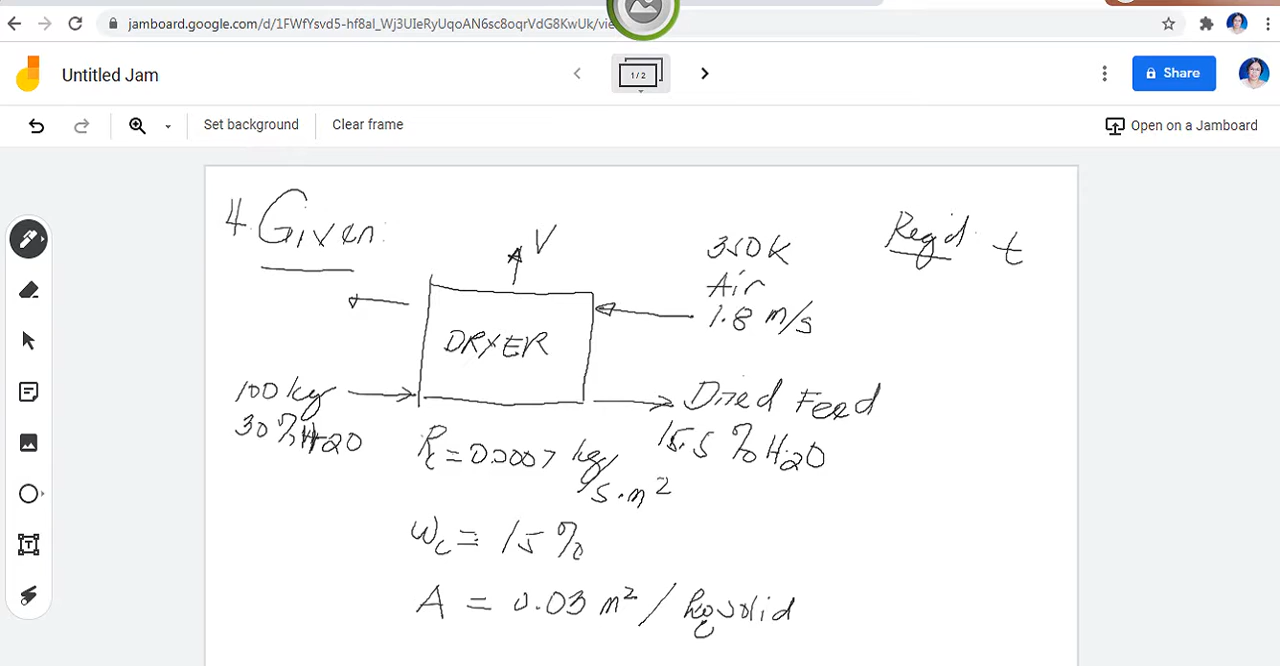 jamboard.google.com/d/1FWfYsvd5-hf8al_Wj3UIeRyUqoAN6sc8oqrVdG8KwUk/vie
Untitled Jam
1/2
Share
Set background
Clear frame
Open on a Jamboard
4. Given:
Req'd: t
V
350K
Air
1.8 m/s
DRYER
100 kg
30% H2O
Dried Feed
15.5 % H2O
Rc = 0.0007 kg/s.m²
Wc = 15%
A = 0.03 m² / kg solid